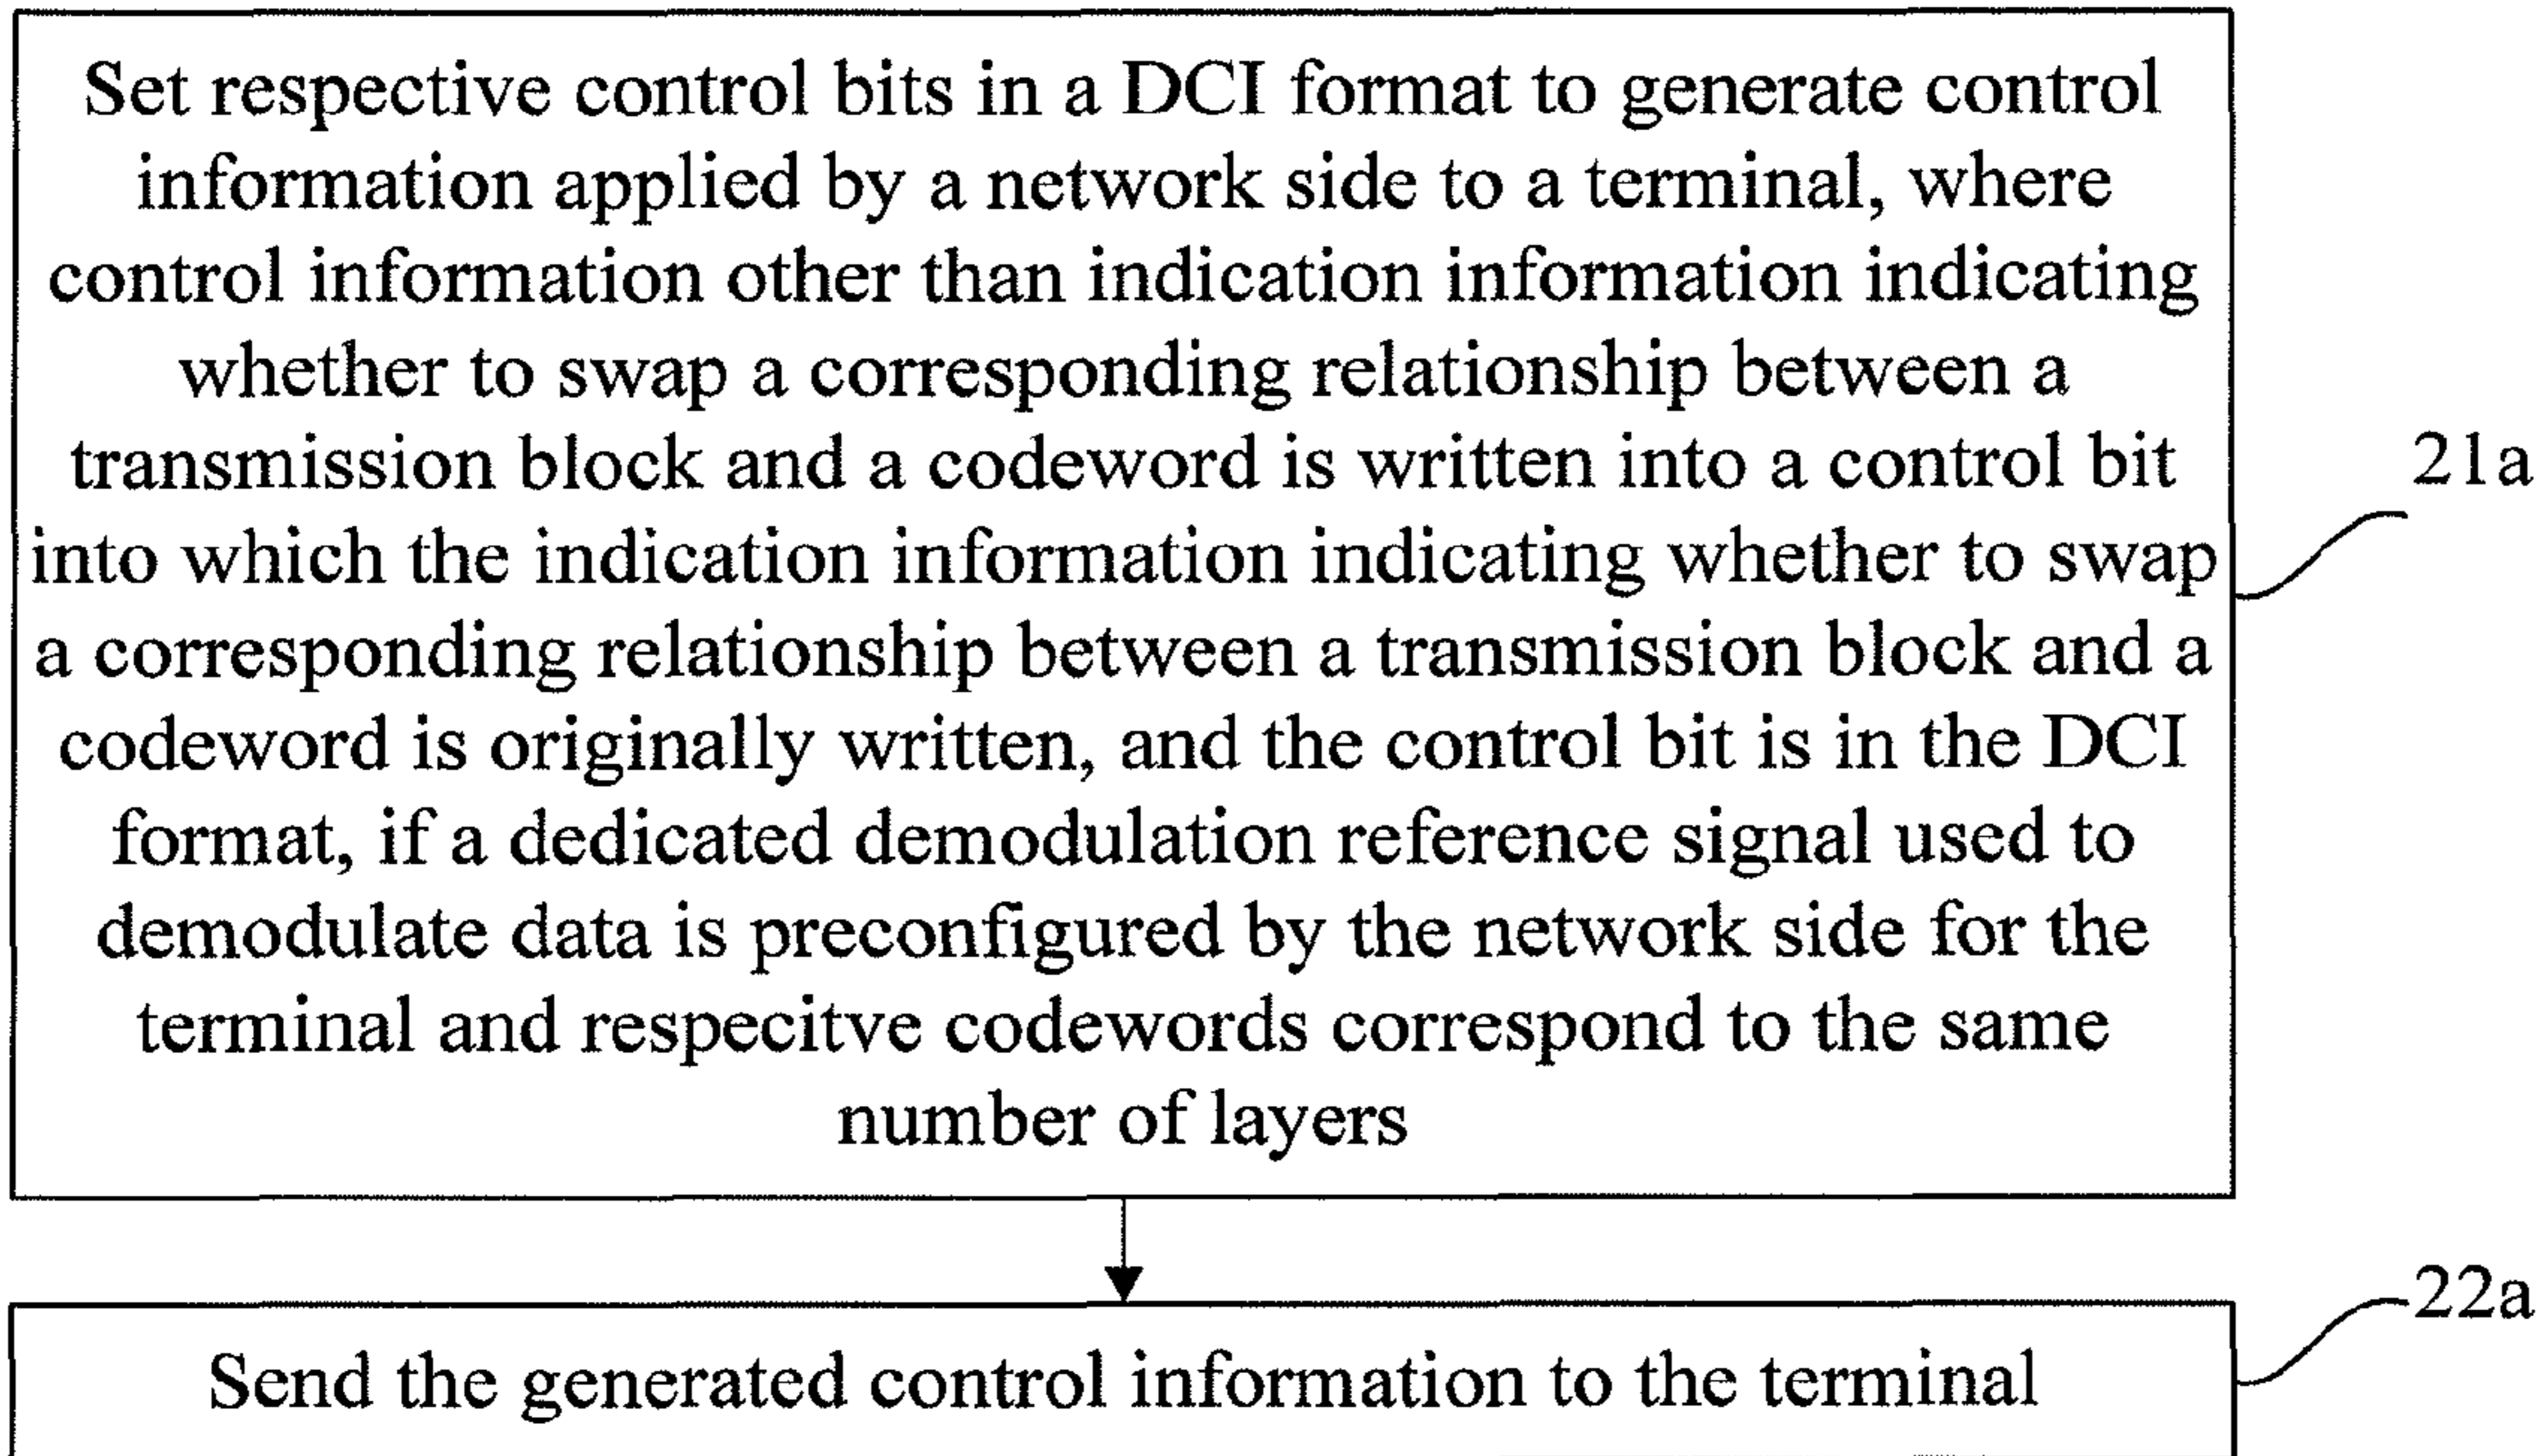 Set respective control bits in a DCI format to generate control
information applied by a network side to a terminal, where
control information other than indication information indicating
whether to swap a corresponding relationship between a
transmission block and a codeword is written into a control bit
into which the indication information indicating whether to swap
a corresponding relationship between a transmission block and a
codeword is originally written, and the control bit is in the DCI
format, if a dedicated demodulation reference signal used to
demodulate data is preconfigured by the network side for the
terminal and respecitve codewords correspond to the same
number of layers
21a
22a
Send the generated control information to the terminal